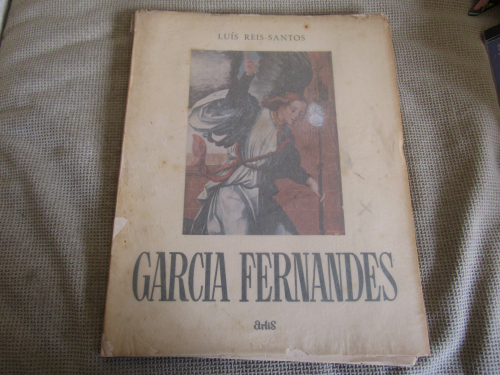 LUÍS REIS-SANTOS
GARCIA FERNANDES
artis